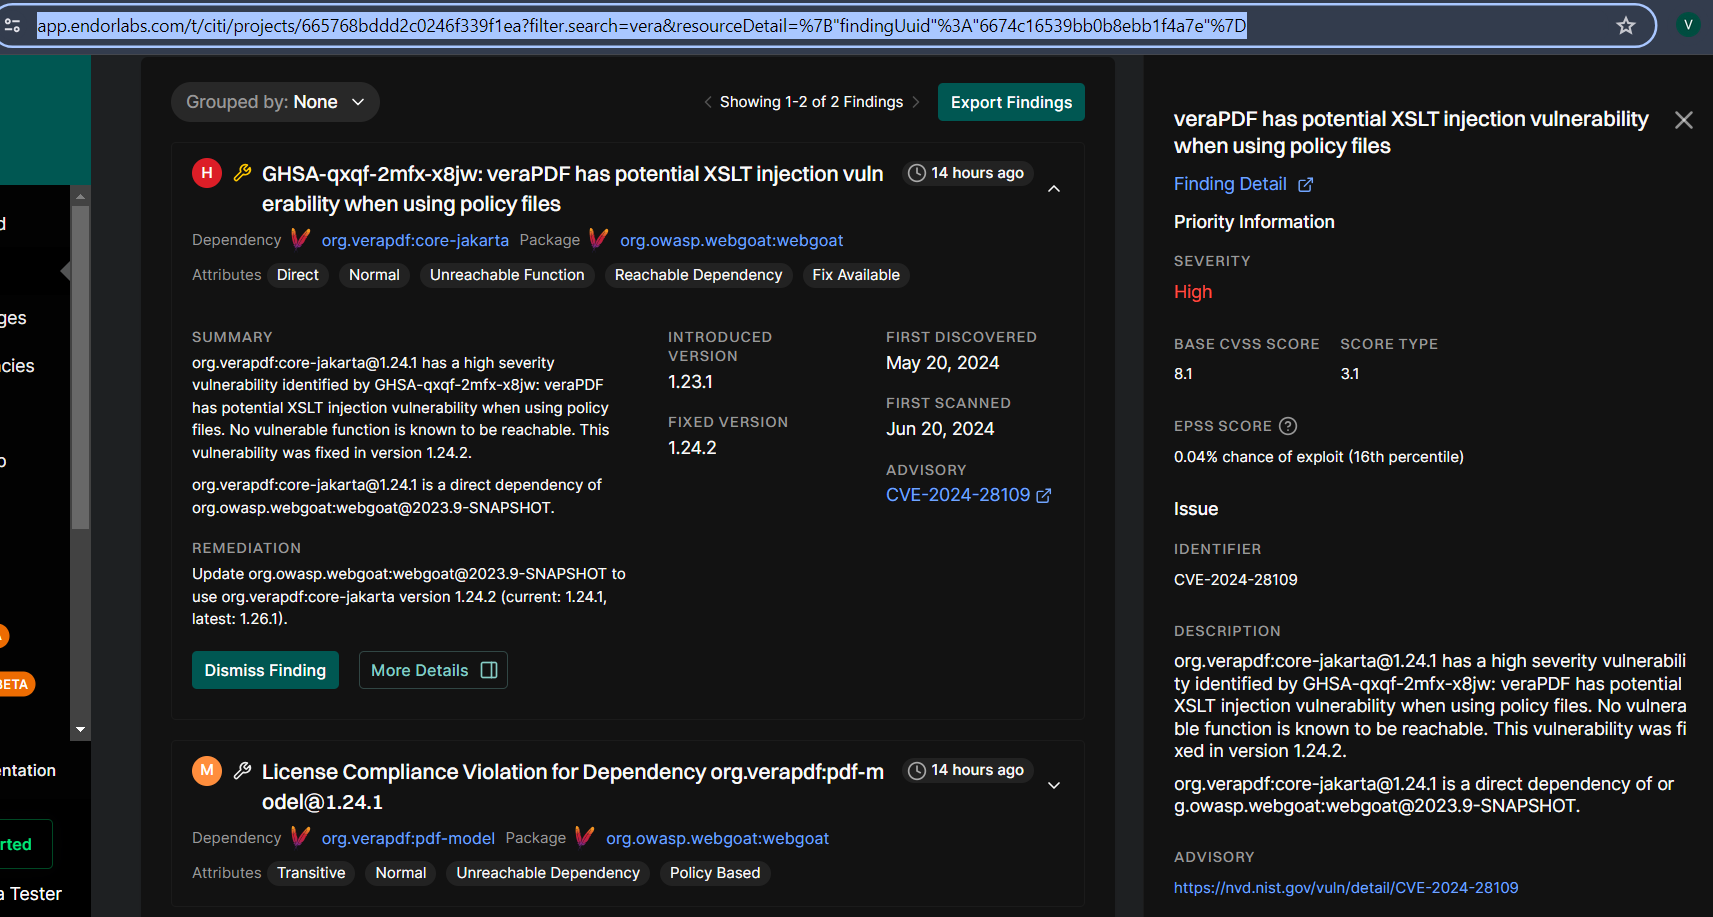 app.endorlabs.com/t/citi/projects/665768bddd2c0246f339f1ea?filter.search=vera&resourceDetail=%7B"findingUuid"%3A"6674c16539bb0b8ebb1f4a7e"%7D
V
Grouped by: None
Showing 1-2 of 2 Findings
Export Findings
H
GHSA-qxqf-2mfx-x8jw: veraPDF has potential XSLT injection vuln
erability when using policy files
14 hours ago
Dependency org.verapdf:core-jakarta Package org.owasp.webgoat:webgoat
Attributes Direct Normal Unreachable Function Reachable Dependency Fix Available
SUMMARY
org.verapdf:core-jakarta@1.24.1 has a high severity
vulnerability identified by GHSA-qxqf-2mfx-x8jw: veraPDF
has potential XSLT injection vulnerability when using policy
files. No vulnerable function is known to be reachable. This
vulnerability was fixed in version 1.24.2.
org.verapdf:core-jakarta@1.24.1 is a direct dependency of
org.owasp.webgoat:webgoat@2023.9-SNAPSHOT.
REMEDIATION
Update org.owasp.webgoat:webgoat@2023.9-SNAPSHOT to
use org.verapdf:core-jakarta version 1.24.2 (current: 1.24.1,
latest: 1.26.1).
INTRODUCED
VERSION
1.23.1
FIXED VERSION
1.24.2
FIRST DISCOVERED
May 20, 2024
FIRST SCANNED
Jun 20, 2024
ADVISORY
CVE-2024-28109
Dismiss Finding
More Details
M
License Compliance Violation for Dependency org.verapdf:pdf-m
odel@1.24.1
14 hours ago
Dependency org.verapdf:pdf-model Package org.owasp.webgoat:webgoat
Attributes Transitive Normal Unreachable Dependency Policy Based
veraPDF has potential XSLT injection vulnerability
when using policy files
Finding Detail
Priority Information
SEVERITY
High
BASE CVSS SCORE SCORE TYPE
8.1 3.1
EPSS SCORE ?
0.04% chance of exploit (16th percentile)
Issue
IDENTIFIER
CVE-2024-28109
DESCRIPTION
org.verapdf:core-jakarta@1.24.1 has a high severity vulnerabili
ty identified by GHSA-qxqf-2mfx-x8jw: veraPDF has potential
XSLT injection vulnerability when using policy files. No vulnera
ble function is known to be reachable. This vulnerability was fi
xed in version 1.24.2.
org.verapdf:core-jakarta@1.24.1 is a direct dependency of or
g.owasp.webgoat:webgoat@2023.9-SNAPSHOT.
ADVISORY
https://nvd.nist.gov/vuln/detail/CVE-2024-28109
d
ges
cies
p
BETA
entation
rted
a Tester